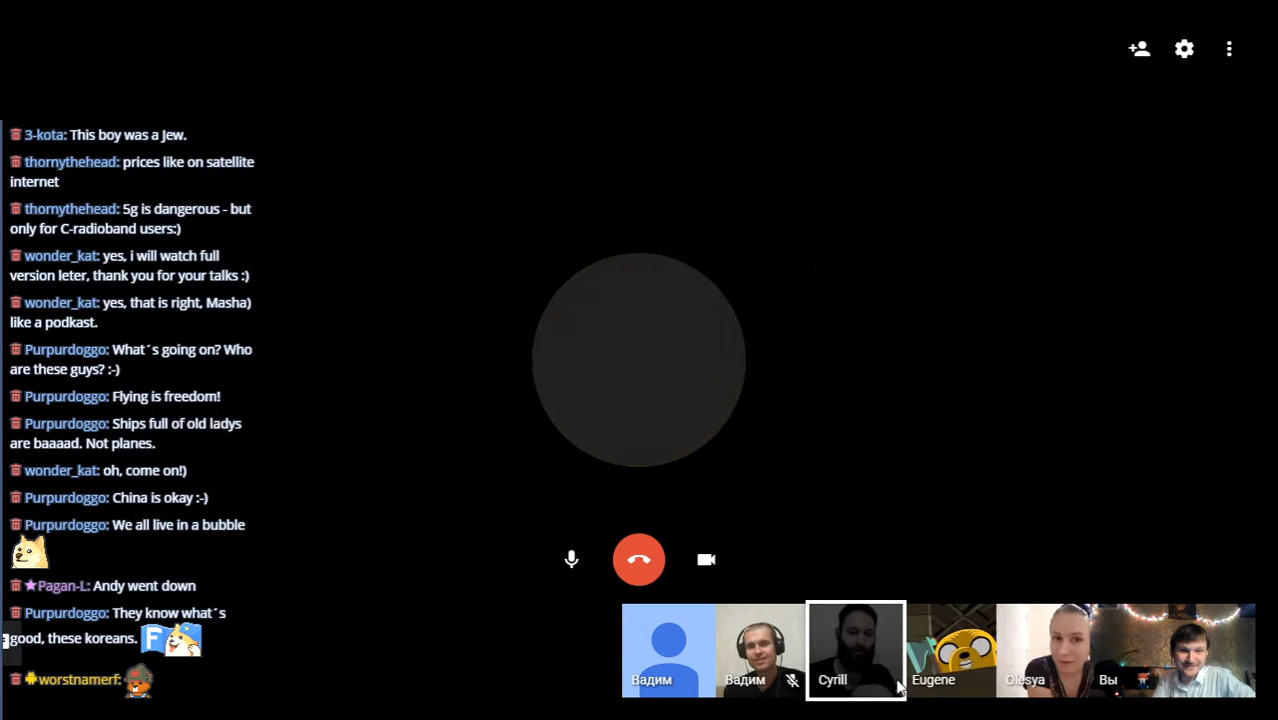 3-kota: This boy was a Jew.
thornythehead: prices like on satellite
internet
thornythehead: 5g is dangerous - but
only for C-radioband users:)
wonder_kat: yes, i will watch full
version leter, thank you for your talks :)
wonder_kat: yes, that is right, Masha)
like a podkast.
Purpurdoggo: What´s going on? Who
are these guys? :-)
Purpurdoggo: Flying is freedom!
Purpurdoggo: Ships full of old ladys
are baaaad. Not planes.
wonder_kat: oh, come on!)
Purpurdoggo: China is okay :-)
Purpurdoggo: We all live in a bubble
Pagan-L: Andy went down
Purpurdoggo: They know what´s
good, these koreans. F
worstnamerf:
Вадим
Вадим
Cyrill
Eugene
Olesya
Вы